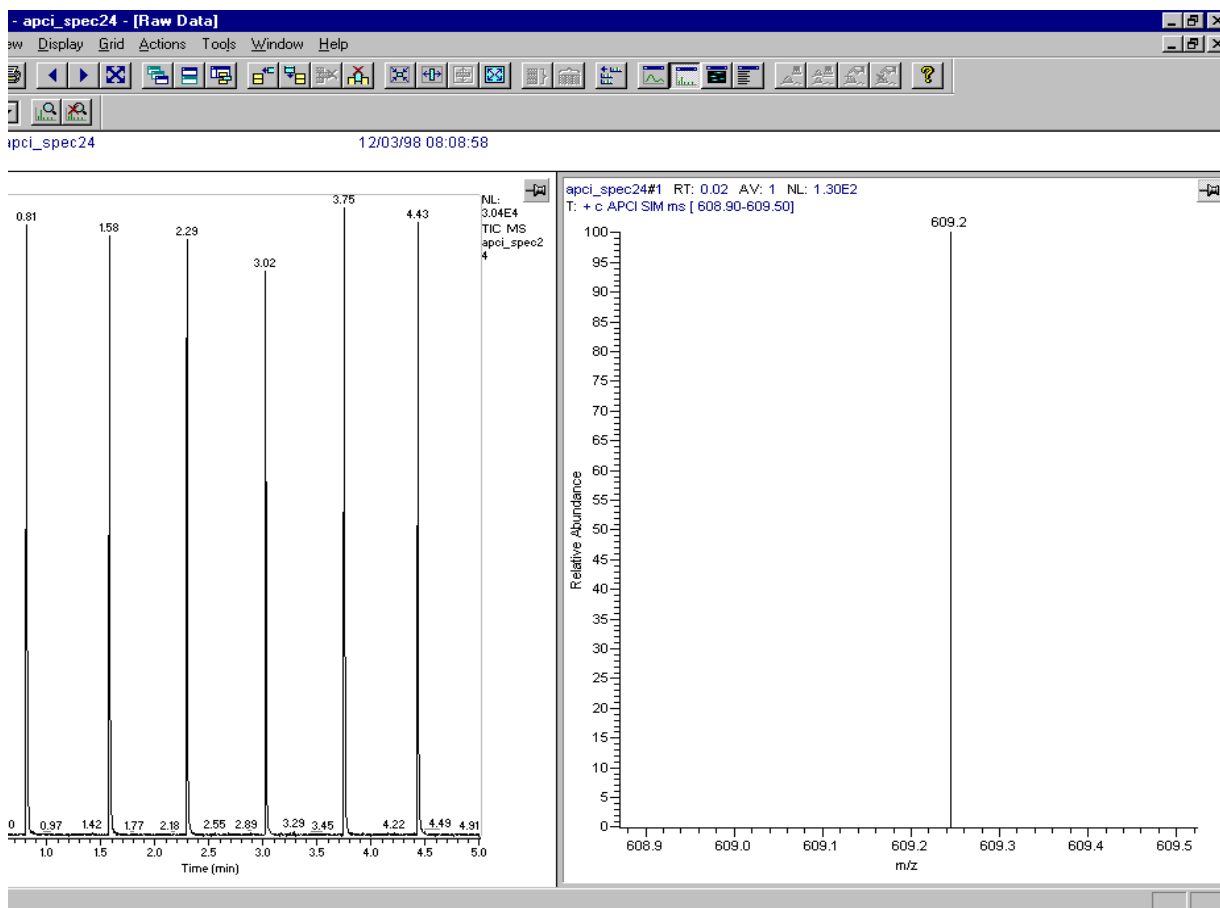 - apci_spec24 - [Raw Data]
ew Display Grid Actions Tools Window Help
apci_spec24 12/03/98 08:08:58
NL:
3.04E4
TIC MS
apci_spec2
4
0.81 1.58 2.29 3.02 3.75 4.43
0 0.97 1.42 1.77 2.18 2.55 2.89 3.29 3.45 4.22 4.49 4.91
1.0 1.5 2.0 2.5 3.0 3.5 4.0 4.5 5.0
Time (min)
apci_spec24#1 RT: 0.02 AV: 1 NL: 1.30E2
T: + c APCI SIM ms [ 608.90-609.50]
609.2
100
95
90
85
80
75
70
65
60
55
50
45
40
35
30
25
20
15
10
5
0
Relative Abundance
608.9 609.0 609.1 609.2 609.3 609.4 609.5
m/z